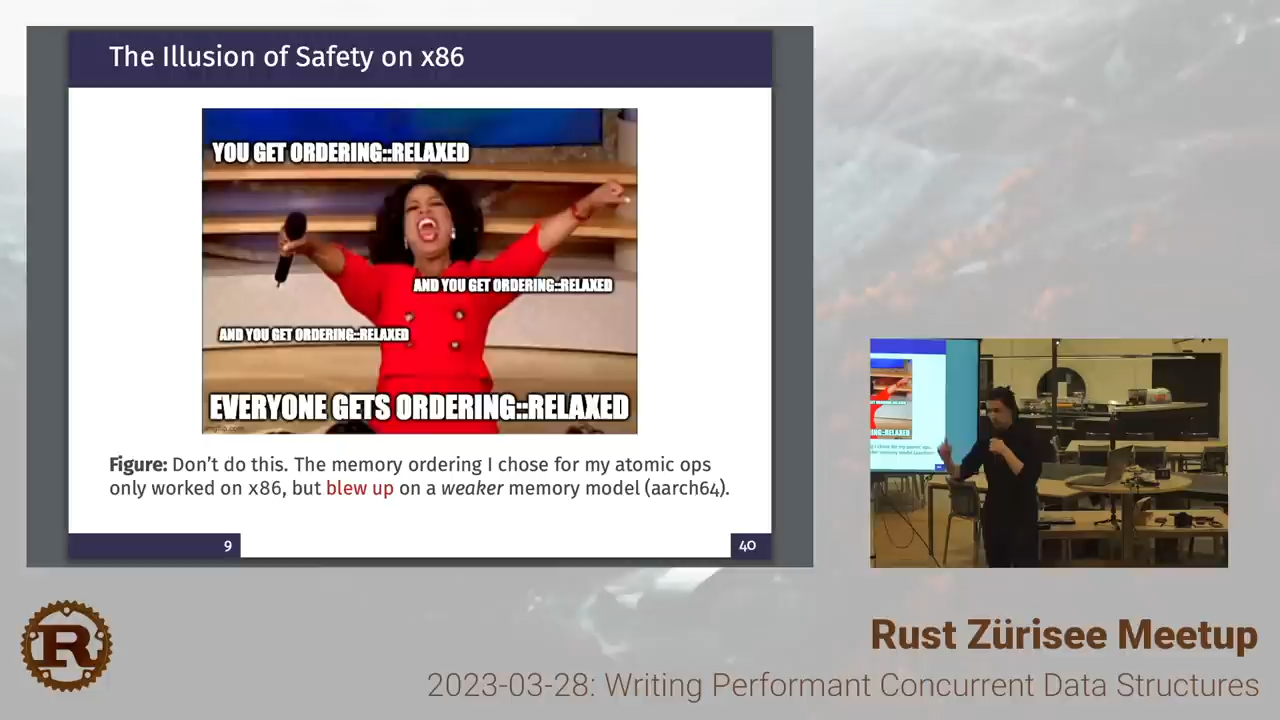 The Illusion of Safety on x86
YOU GET ORDERING::RELAXED
AND YOU GET ORDERING::RELAXED
AND YOU GET ORDERING::RELAXED
EVERYONE GETS ORDERING::RELAXED
imgflip.com
Figure: Don't do this. The memory ordering I chose for my atomic ops
only worked on x86, but blew up on a weaker memory model (aarch64).
9
40
R
Rust Zürisee Meetup
2023-03-28: Writing Performant Concurrent Data Structures